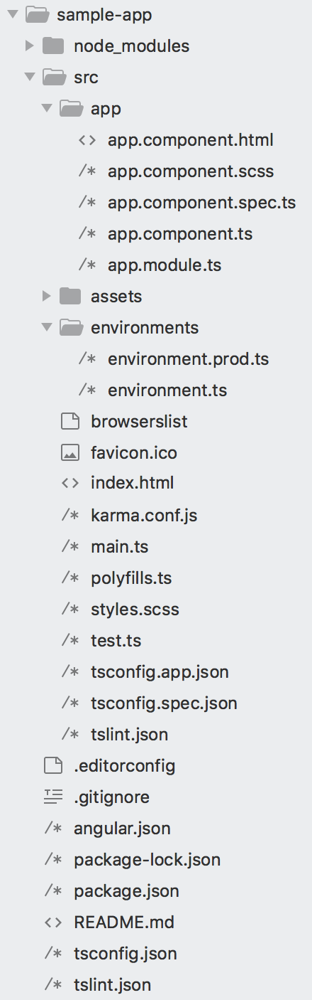 sample-app
node_modules
src
app
app.component.html
app.component.scss
app.component.spec.ts
app.component.ts
app.module.ts
assets
environments
environment.prod.ts
environment.ts
browserslist
favicon.ico
index.html
karma.conf.js
main.ts
polyfills.ts
styles.scss
test.ts
tsconfig.app.json
tsconfig.spec.json
tslint.json
.editorconfig
.gitignore
angular.json
package-lock.json
package.json
README.md
tsconfig.json
tslint.json